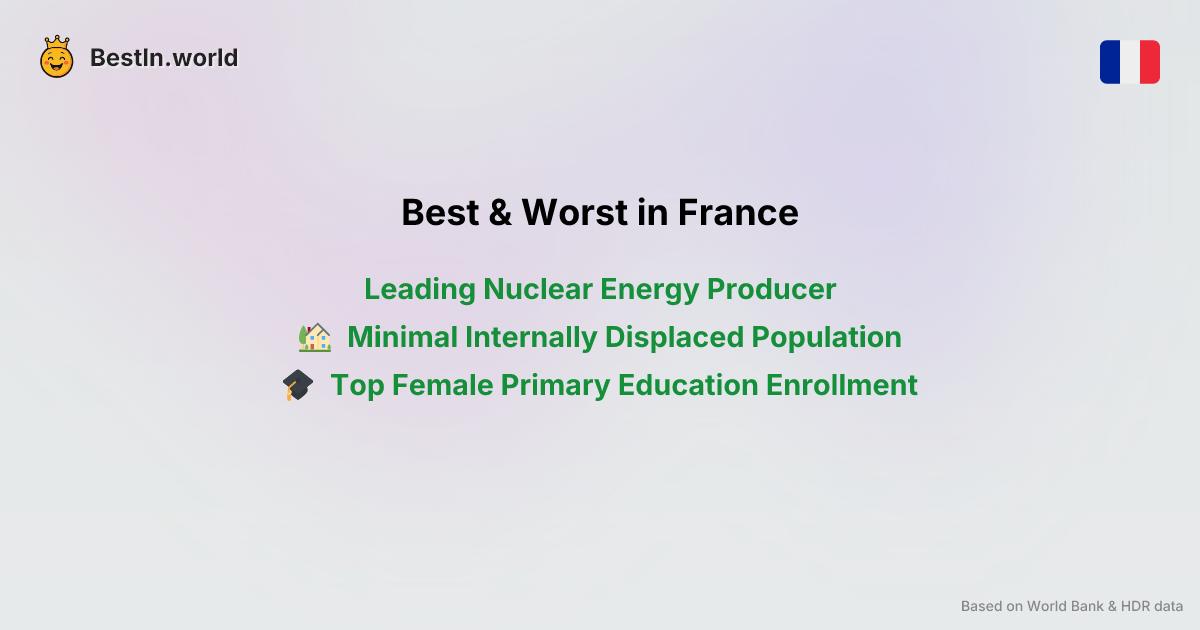 BestIn.world
Best & Worst in France
Leading Nuclear Energy Producer
Minimal Internally Displaced Population
Top Female Primary Education Enrollment
Based on World Bank & HDR data